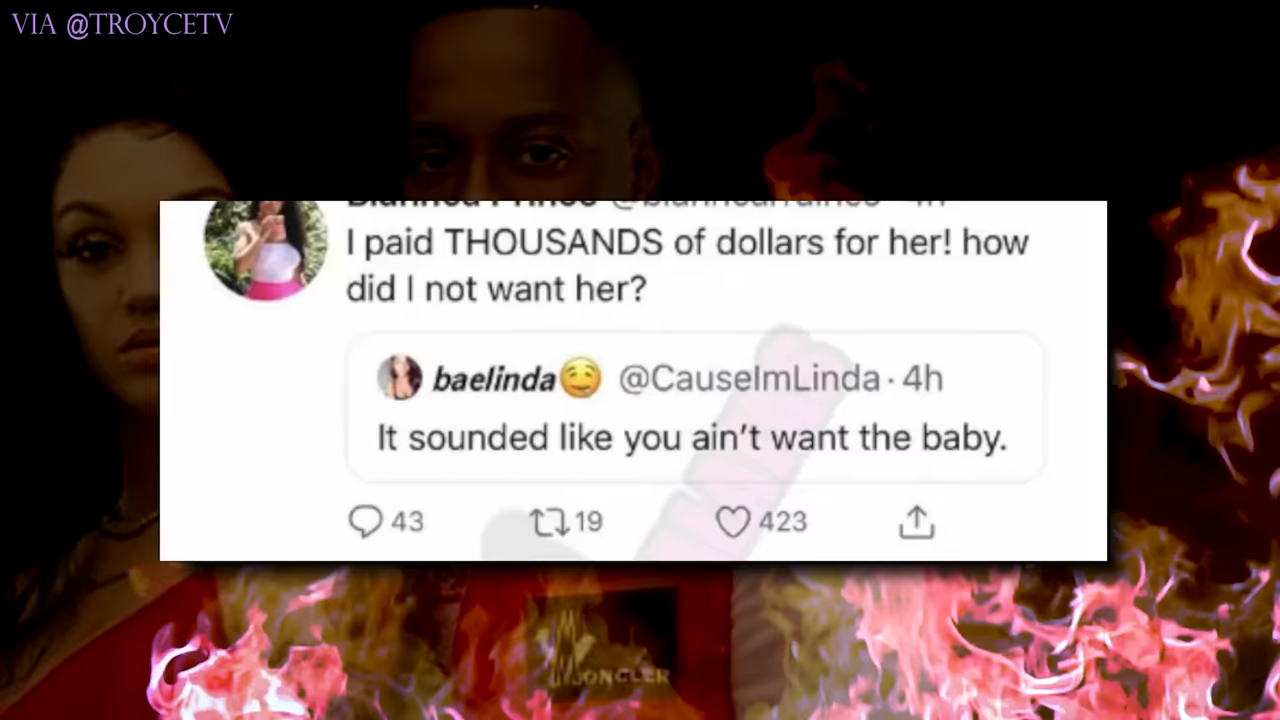 VIA @TROYCETV
I paid THOUSANDS of dollars for her! how
did I not want her?
baelinda🤤 @CauseImLinda · 4h
It sounded like you ain’t want the baby.
43 19 423
MONCLER